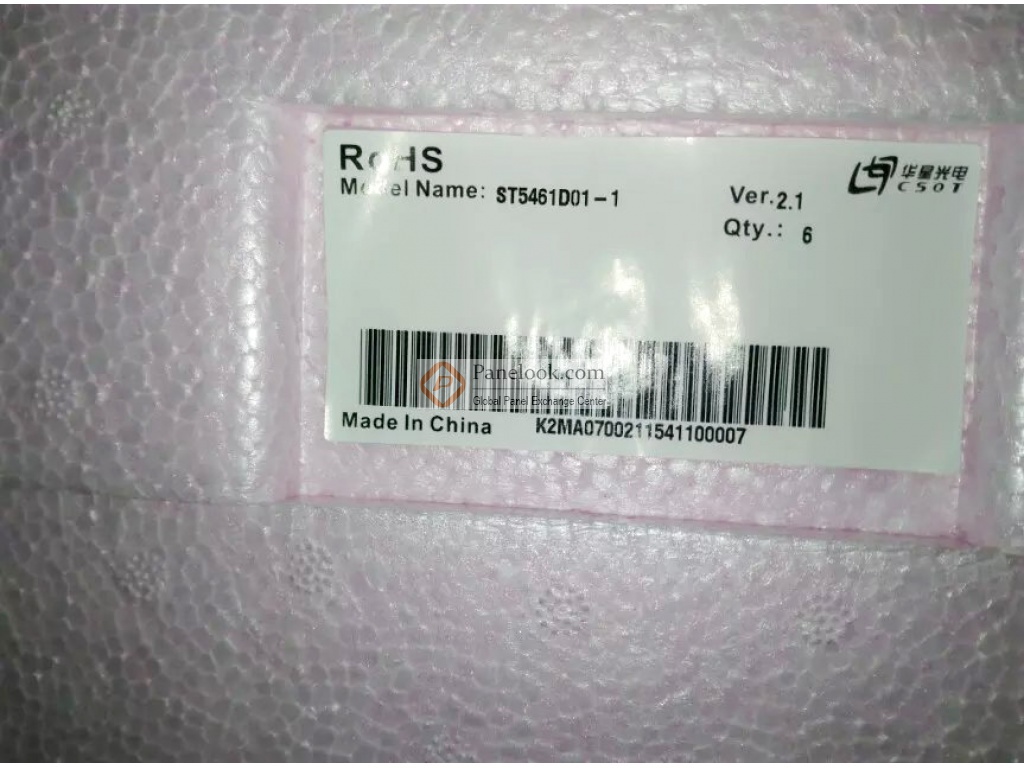 RoHS
华星光电
CSOT
Model Name: ST5461D01-1
Ver.2.1
Qty.: 6
Panelook.com
Global Panel Exchange Center
Made In China
K2MA0700211541100007